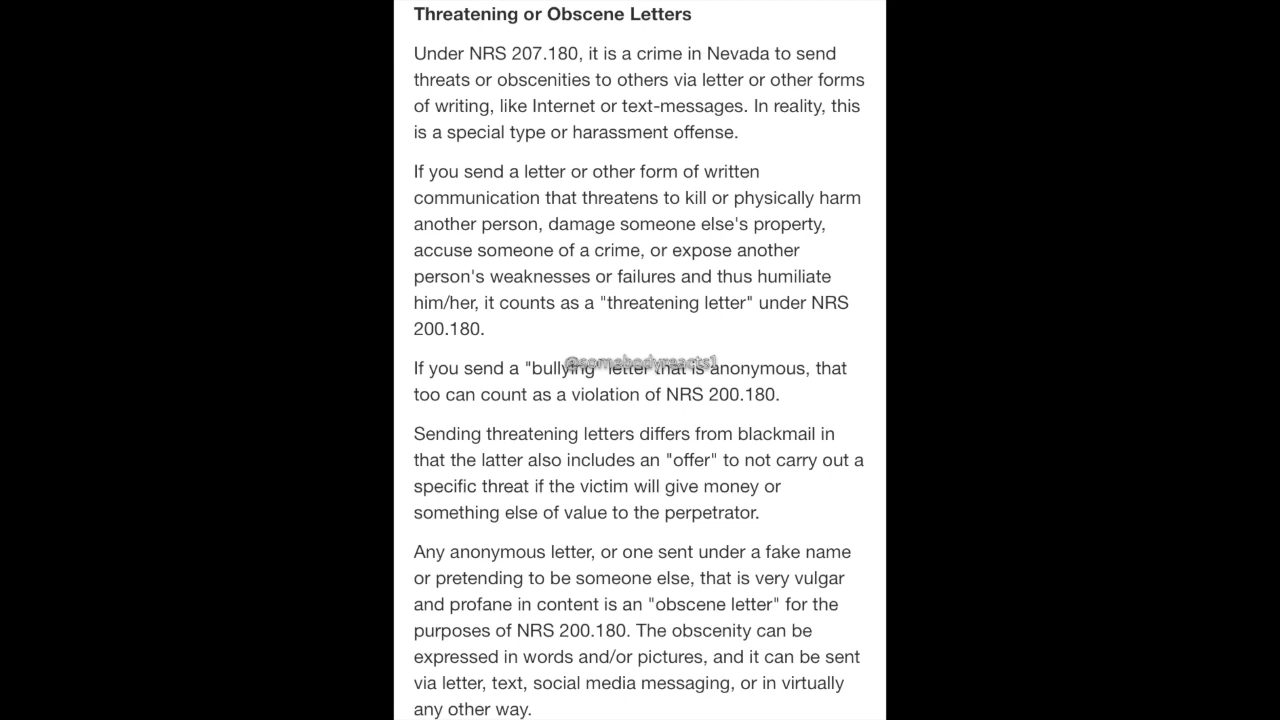 Threatening or Obscene Letters
Under NRS 207.180, it is a crime in Nevada to send
threats or obscenities to others via letter or other forms
of writing, like Internet or text-messages. In reality, this
is a special type or harassment offense.
If you send a letter or other form of written
communication that threatens to kill or physically harm
another person, damage someone else's property,
accuse someone of a crime, or expose another
person's weaknesses or failures and thus humiliate
him/her, it counts as a "threatening letter" under NRS
200.180.
@somebodyreacts1
If you send a "bullying" letter that is anonymous, that
too can count as a violation of NRS 200.180.
Sending threatening letters differs from blackmail in
that the latter also includes an "offer" to not carry out a
specific threat if the victim will give money or
something else of value to the perpetrator.
Any anonymous letter, or one sent under a fake name
or pretending to be someone else, that is very vulgar
and profane in content is an "obscene letter" for the
purposes of NRS 200.180. The obscenity can be
expressed in words and/or pictures, and it can be sent
via letter, text, social media messaging, or in virtually
any other way.